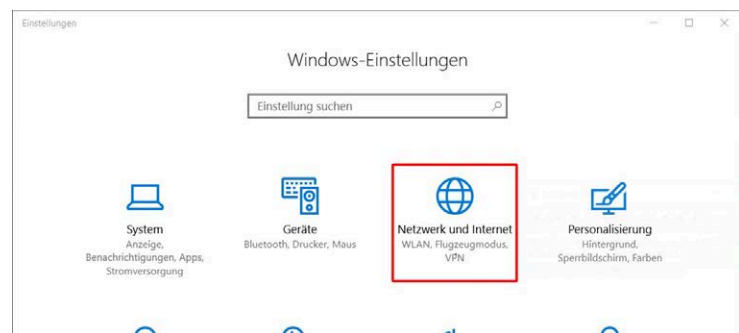 Einstellungen
Windows-Einstellungen
Einstellung suchen
System
Anzeige,
Benachrichtigungen, Apps,
Stromversorgung
Geräte
Bluetooth, Drucker, Maus
Netzwerk und Internet
WLAN, Flugzeugmodus,
VPN
Personalisierung
Hintergrund,
Sperrbildschirm, Farben